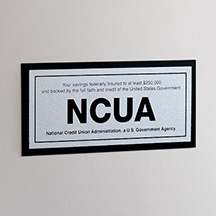 Your savings federally insured to at least $250,000
and backed by the full faith and credit of the United States Government
NCUA
National Credit Union Administration, a U.S. Government Agency